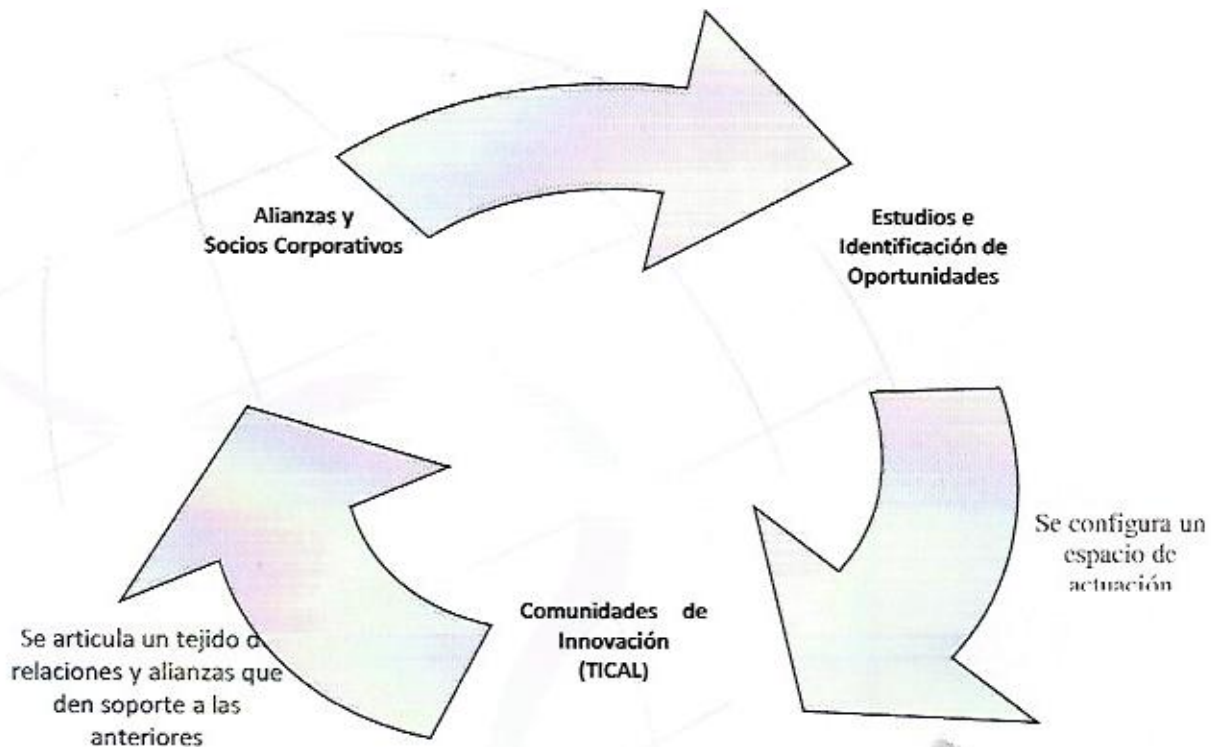 Alianzas y
Socios Corporativos
Estudios e
Identificación de
Oportunidades
Se configura un
espacio de
actuación
Comunidades de
Innovación
(TICAL)
Se articula un tejido d
relaciones y alianzas que
den soporte a las
anteriores